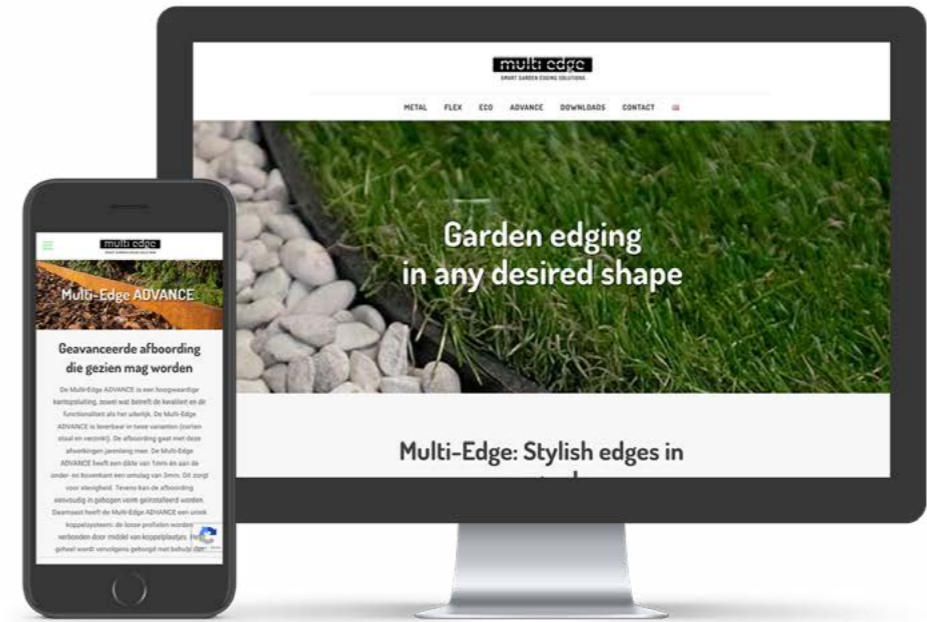 multi edge
SMART GARDEN EDGING SOLUTIONS
METAL FLEX ECO ADVANCE DOWNLOADS CONTACT
Garden edging
in any desired shape
Multi-Edge: Stylish edges in
multi edge
Multi-Edge ADVANCE
Geavanceerde afboording
die gezien mag worden
De Multi-Edge ADVANCE is een hoogwaardige
kantopsluiting, zowel wat betreft de kwaliteit en de
functionaliteit als het uiterlijk. De Multi-Edge
ADVANCE is leverbaar in twee varianten (corten
staal en verzinkt). De afboording gaat met deze
afwerkingen jarenlang mee. De Multi-Edge
ADVANCE heeft een dikte van 1mm én aan de
onder- en bovenkant een omslag van 3mm. Dit zorgt
voor stevigheid. Tevens kan de afboording
eenvoudig in gebogen vorm geïnstalleerd worden.
Daarnaast heeft de Multi-Edge ADVANCE een uniek
koppelsysteem: de losse profielen worden
verbonden door middel van koppelplaatjes. Het
geheel wordt vervolgens geborgd met behulp van